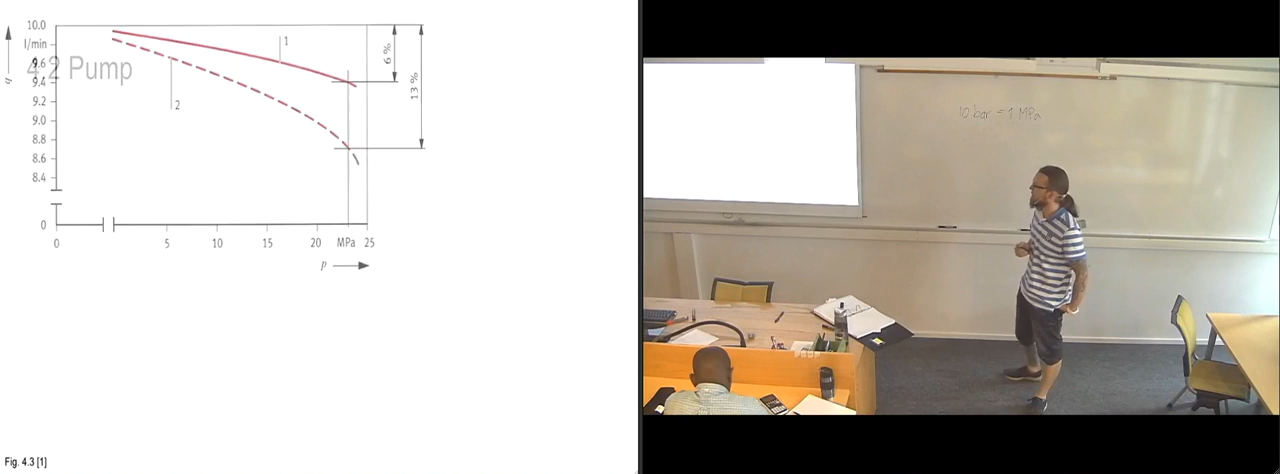 4.2 Pump
10.0
l/min
9.6
9.4
9.2
9.0
8.8
8.6
8.4
0
q
1
2
6 %
13 %
0 5 10 15 20 MPa 25
p
Fig. 4.3 [1]
10 bar = 1 MPa